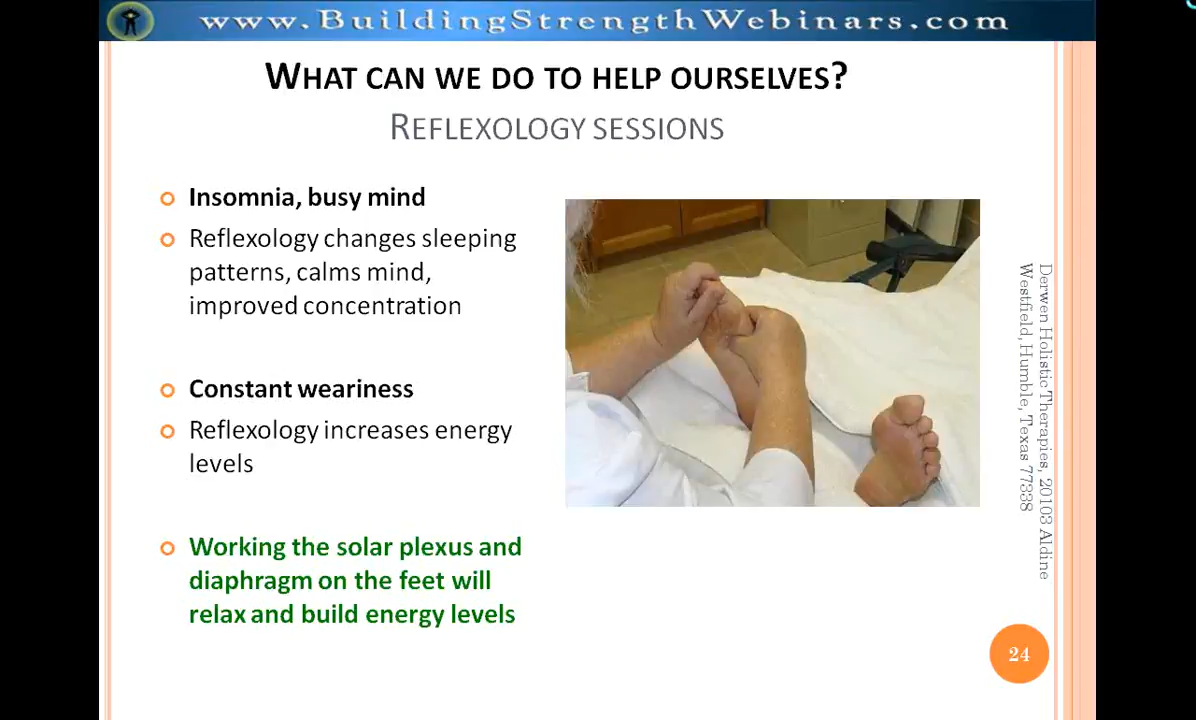 www.BuildingStrengthWebinars.com
WHAT CAN WE DO TO HELP OURSELVES?
REFLEXOLOGY SESSIONS
Insomnia, busy mind
Reflexology changes sleeping
patterns, calms mind,
improved concentration
Constant weariness
Reflexology increases energy
levels
Working the solar plexus and
diaphragm on the feet will
relax and build energy levels
Derwen Holistic Therapies, 20103 Aldine
Westfield, Humble, Texas 77338
24